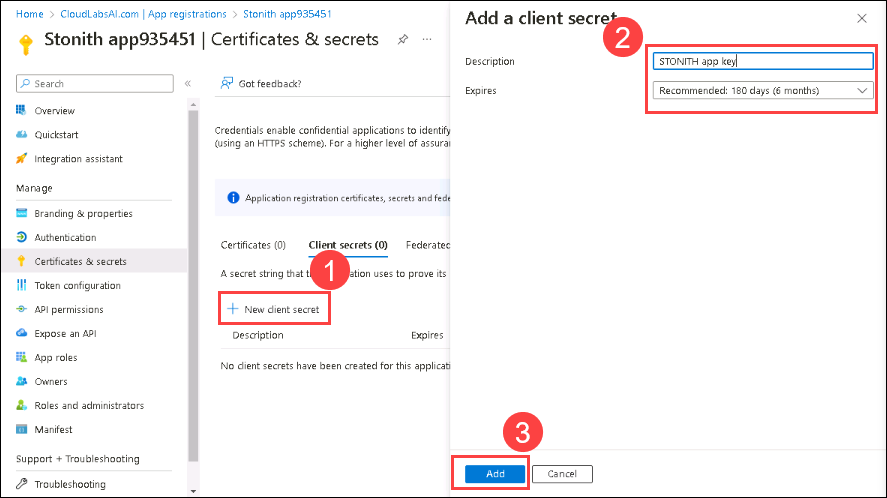 Home > CloudLabsAI.com | App registrations > Stonith app935451
Stonith app935451 | Certificates & secrets
Search
Got feedback?
Overview
Quickstart
Integration assistant
Manage
Branding & properties
Authentication
Certificates & secrets
Token configuration
API permissions
Expose an API
App roles
Owners
Roles and administrators
Manifest
Support + Troubleshooting
Troubleshooting
Credentials enable confidential applications to identify
(using an HTTPS scheme). For a higher level of assuran
Application registration certificates, secrets and fede
Certificates (0) Client secrets (0) Federated
1
A secret string that uses to prove its
New client secret
Description Expires
No client secrets have been created for this applicati
Add a client secret
2
Description STONITH app key
Expires Recommended: 180 days (6 months)
3
Add Cancel